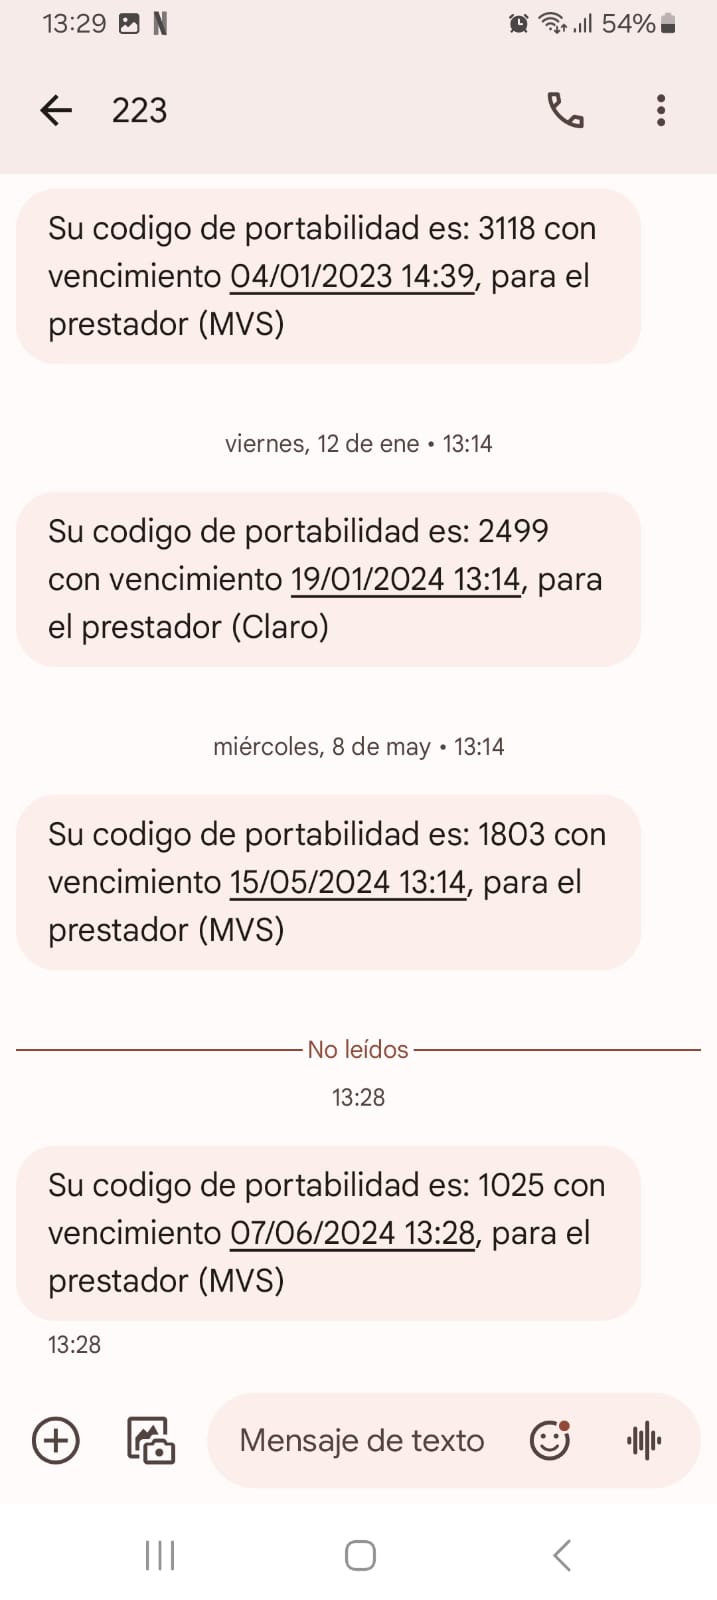 13:29 N 54%
223
Su codigo de portabilidad es: 3118 con
vencimiento 04/01/2023 14:39, para el
prestador (MVS)
viernes, 12 de ene • 13:14
Su codigo de portabilidad es: 2499
con vencimiento 19/01/2024 13:14, para
el prestador (Claro)
miércoles, 8 de may • 13:14
Su codigo de portabilidad es: 1803 con
vencimiento 15/05/2024 13:14, para el
prestador (MVS)
No leídos
13:28
Su codigo de portabilidad es: 1025 con
vencimiento 07/06/2024 13:28, para el
prestador (MVS)
13:28
Mensaje de texto